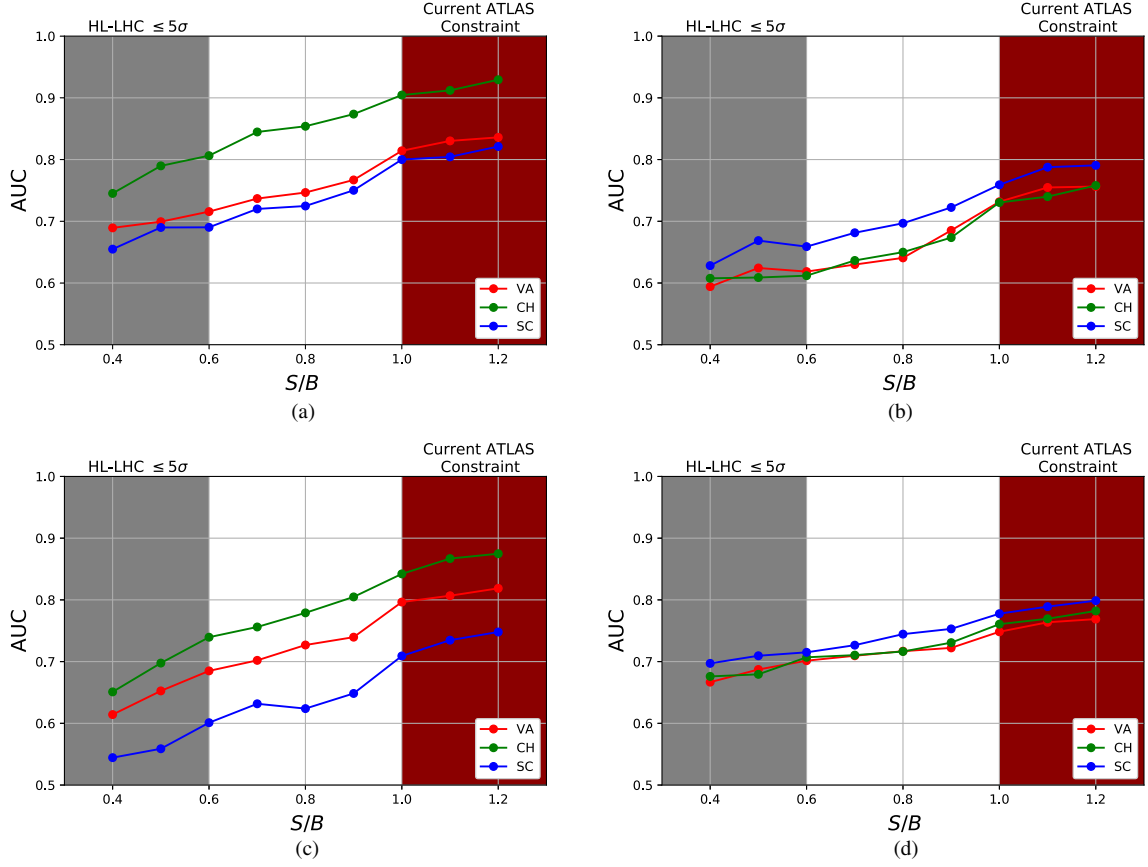 Current ATLAS
HL-LHC ≤ 5σ
Constraint
1.0
0.9
0.8
0.7
0.6
0.5
AUC
VA
CH
SC
0.4 0.6 0.8 1.0 1.2
S/B
(a)
Current ATLAS
HL-LHC ≤ 5σ
Constraint
1.0
0.9
0.8
0.7
0.6
0.5
AUC
VA
CH
SC
0.4 0.6 0.8 1.0 1.2
S/B
(b)
Current ATLAS
HL-LHC ≤ 5σ
Constraint
1.0
0.9
0.8
0.7
0.6
0.5
AUC
VA
CH
SC
0.4 0.6 0.8 1.0 1.2
S/B
(c)
Current ATLAS
HL-LHC ≤ 5σ
Constraint
1.0
0.9
0.8
0.7
0.6
0.5
AUC
VA
CH
SC
0.4 0.6 0.8 1.0 1.2
S/B
(d)